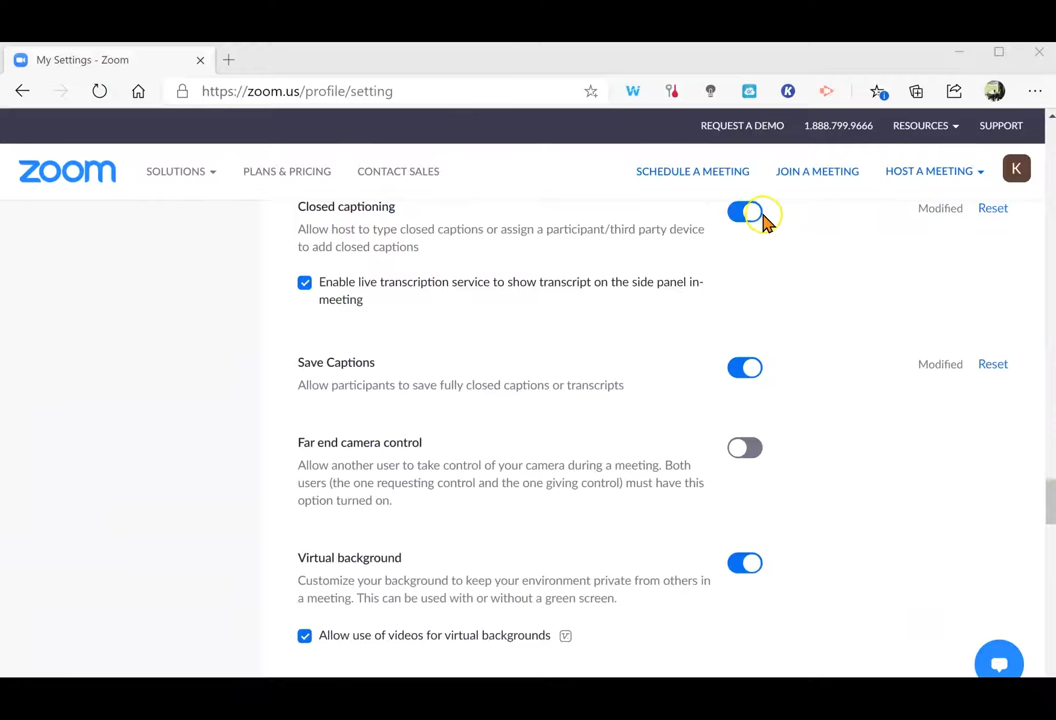 My Settings - Zoom
https://zoom.us/profile/setting
REQUEST A DEMO 1.888.799.9666 RESOURCES SUPPORT
zoom SOLUTIONS PLANS & PRICING CONTACT SALES SCHEDULE A MEETING JOIN A MEETING HOST A MEETING K
Closed captioning Modified Reset
Allow host to type closed captions or assign a participant/third party device
to add closed captions
Enable live transcription service to show transcript on the side panel in-
meeting
Save Captions Modified Reset
Allow participants to save fully closed captions or transcripts
Far end camera control
Allow another user to take control of your camera during a meeting. Both
users (the one requesting control and the one giving control) must have this
option turned on.
Virtual background
Customize your background to keep your environment private from others in
a meeting. This can be used with or without a green screen.
Allow use of videos for virtual backgrounds